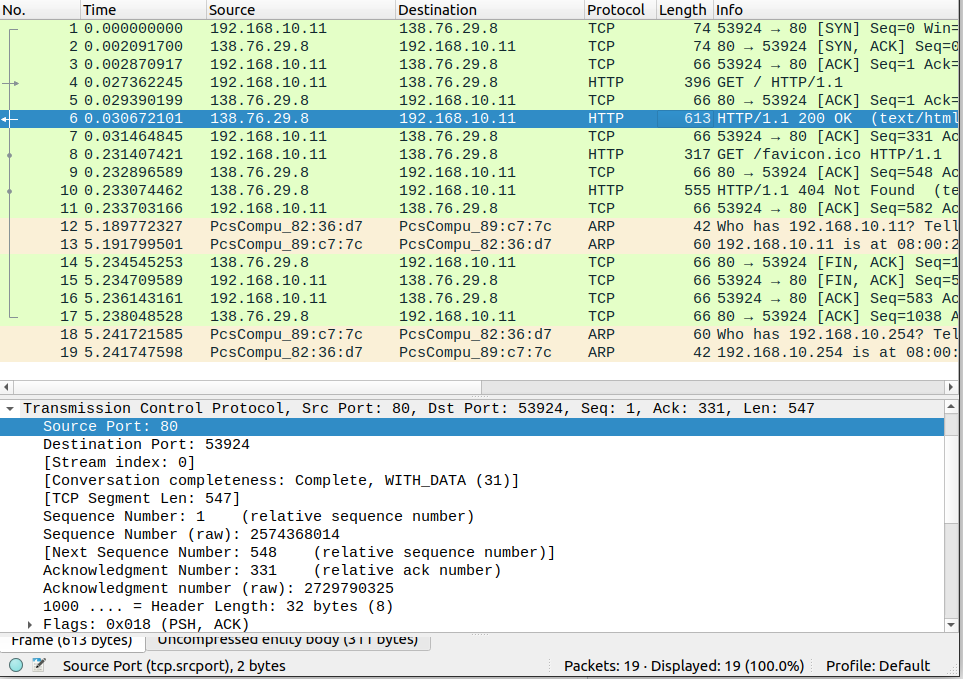 No. Time Source Destination Protocol Length Info
1 0.000000000 192.168.10.11 138.76.29.8 TCP 74 53924 → 80 [SYN] Seq=0 Win=
2 0.002091700 138.76.29.8 192.168.10.11 TCP 74 80 → 53924 [SYN, ACK] Seq=0
3 0.002870917 192.168.10.11 138.76.29.8 TCP 66 53924 → 80 [ACK] Seq=1 Ack=
4 0.027362245 192.168.10.11 138.76.29.8 HTTP 396 GET / HTTP/1.1
5 0.029390199 138.76.29.8 192.168.10.11 TCP 66 80 → 53924 [ACK] Seq=1 Ack=
6 0.030672101 138.76.29.8 192.168.10.11 HTTP 613 HTTP/1.1 200 OK (text/html
7 0.031464845 192.168.10.11 138.76.29.8 TCP 66 53924 → 80 [ACK] Seq=331 Ac
8 0.231407421 192.168.10.11 138.76.29.8 HTTP 317 GET /favicon.ico HTTP/1.1
9 0.232896589 138.76.29.8 192.168.10.11 TCP 66 80 → 53924 [ACK] Seq=548 Ac
10 0.233074462 138.76.29.8 192.168.10.11 HTTP 555 HTTP/1.1 404 Not Found (te
11 0.233703166 192.168.10.11 138.76.29.8 TCP 66 53924 → 80 [ACK] Seq=582 Ac
12 5.189772327 PcsCompu_82:36:d7 PcsCompu_89:c7:7c ARP 42 Who has 192.168.10.11? Tell
13 5.191799501 PcsCompu_89:c7:7c PcsCompu_82:36:d7 ARP 60 192.168.10.11 is at 08:00:2
14 5.234545253 138.76.29.8 192.168.10.11 TCP 66 80 → 53924 [FIN, ACK] Seq=1
15 5.234709589 192.168.10.11 138.76.29.8 TCP 66 53924 → 80 [FIN, ACK] Seq=5
16 5.236143161 192.168.10.11 138.76.29.8 TCP 66 53924 → 80 [ACK] Seq=583 Ac
17 5.238048528 138.76.29.8 192.168.10.11 TCP 66 80 → 53924 [ACK] Seq=1038 A
18 5.241721585 PcsCompu_89:c7:7c PcsCompu_82:36:d7 ARP 60 Who has 192.168.10.254? Tel
19 5.241747598 PcsCompu_82:36:d7 PcsCompu_89:c7:7c ARP 42 192.168.10.254 is at 08:00:
Transmission Control Protocol, Src Port: 80, Dst Port: 53924, Seq: 1, Ack: 331, Len: 547
Source Port: 80
Destination Port: 53924
[Stream index: 0]
[Conversation completeness: Complete, WITH_DATA (31)]
[TCP Segment Len: 547]
Sequence Number: 1 (relative sequence number)
Sequence Number (raw): 2574368014
[Next Sequence Number: 548 (relative sequence number)]
Acknowledgment Number: 331 (relative ack number)
Acknowledgment number (raw): 2729790325
1000 .... = Header Length: 32 bytes (8)
Flags: 0x018 (PSH, ACK)
Frame (613 bytes) Uncompressed entity body (311 bytes)
Source Port (tcp.srcport), 2 bytes Packets: 19 · Displayed: 19 (100.0%) Profile: Default